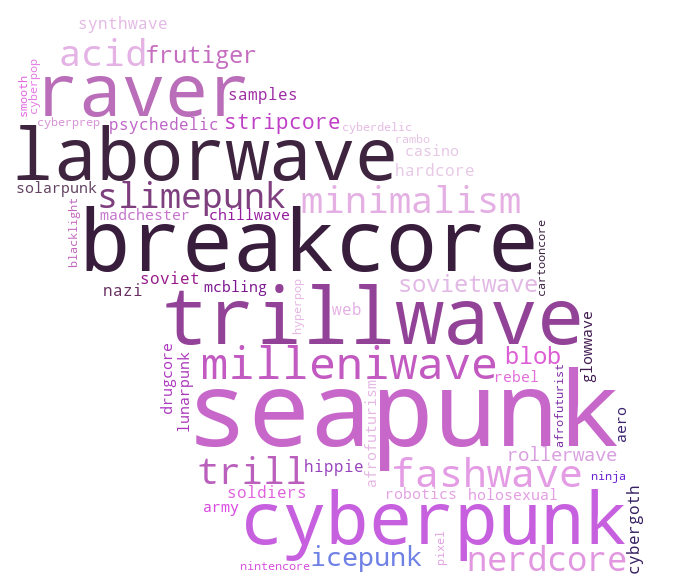 synthwave
acid
frutiger
smooth
cyberpop
raver
samples
cyberprep
psychedelic
stripcore
cyberdelic
rambo
laborwave
casino
hardcore
solarpunk
slimepunk
minimalism
blacklight
madchester
chillwave
breakcore
cartooncore
soviet
sovietwave
nazi
mcbling
hyperpop
web
trillwave
glowwave
drugcore
lunarpunk
milleniwave
blob
rebel
afrofuturist
seapunk
aero
afrofuturism
rollerwave
trill
hippie
fashwave
ninja
soldiers
robotics
holosexual
army
cyberpunk
cybergoth
icepunk
pixel
nerdcore
nintencore